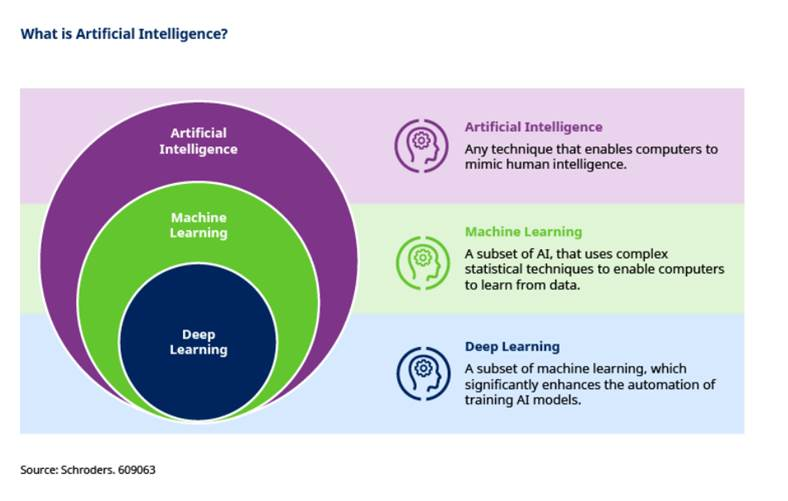 What is Artificial Intelligence?
Artificial
Intelligence
Machine
Learning
Deep
Learning
Artificial Intelligence
Any technique that enables computers to
mimic human intelligence.
Machine Learning
A subset of AI, that uses complex
statistical techniques to enable computers
to learn from data.
Deep Learning
A subset of machine learning, which
significantly enhances the automation of
training AI models.
Source: Schroders. 609063